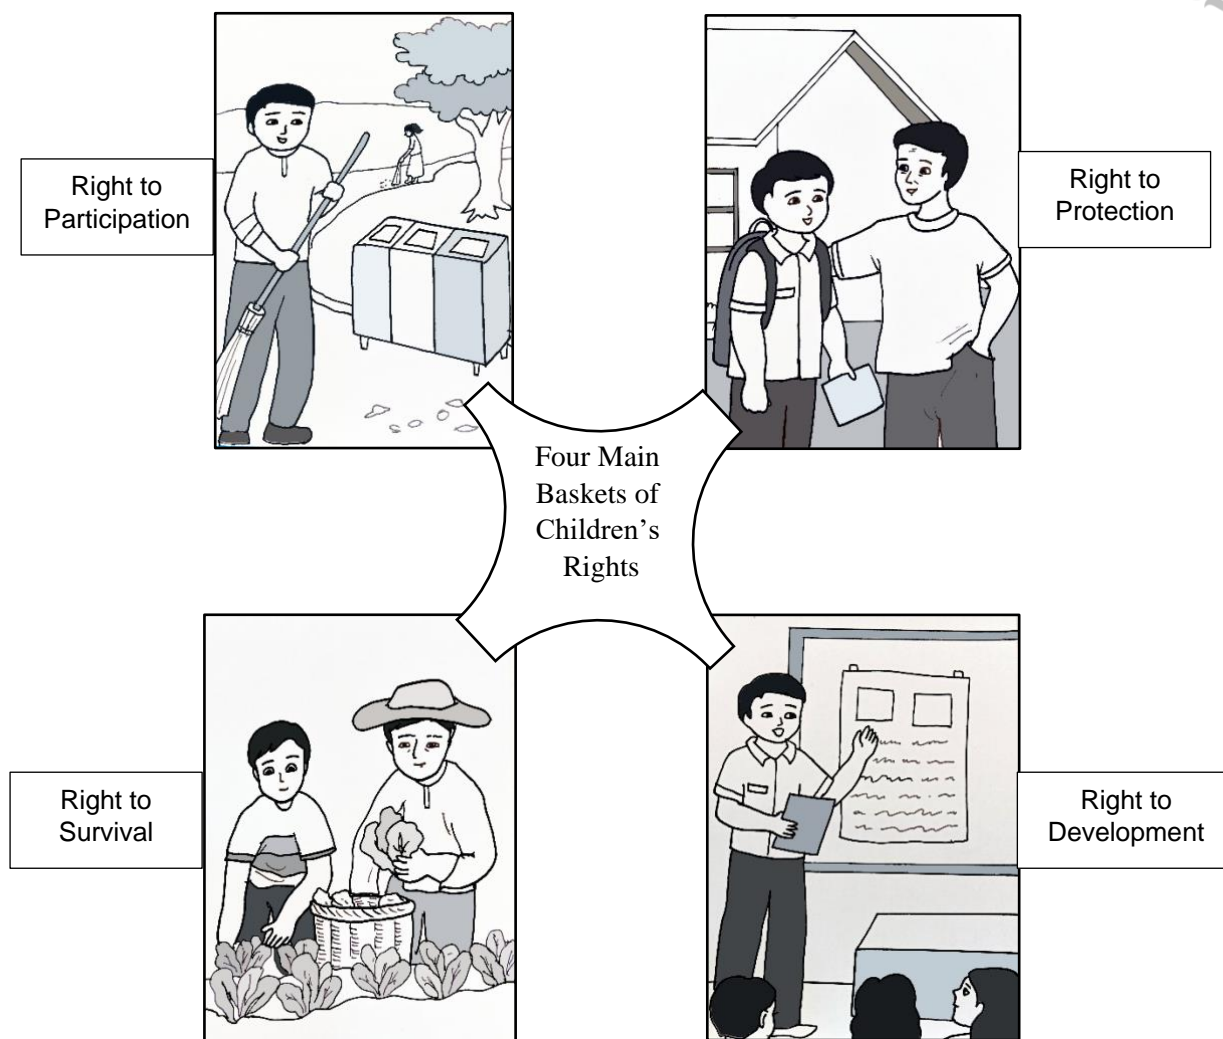 Right to
Participation
Right to
Protection
Four Main
Baskets of
Children’s
Rights
Right to
Survival
Right to
Development